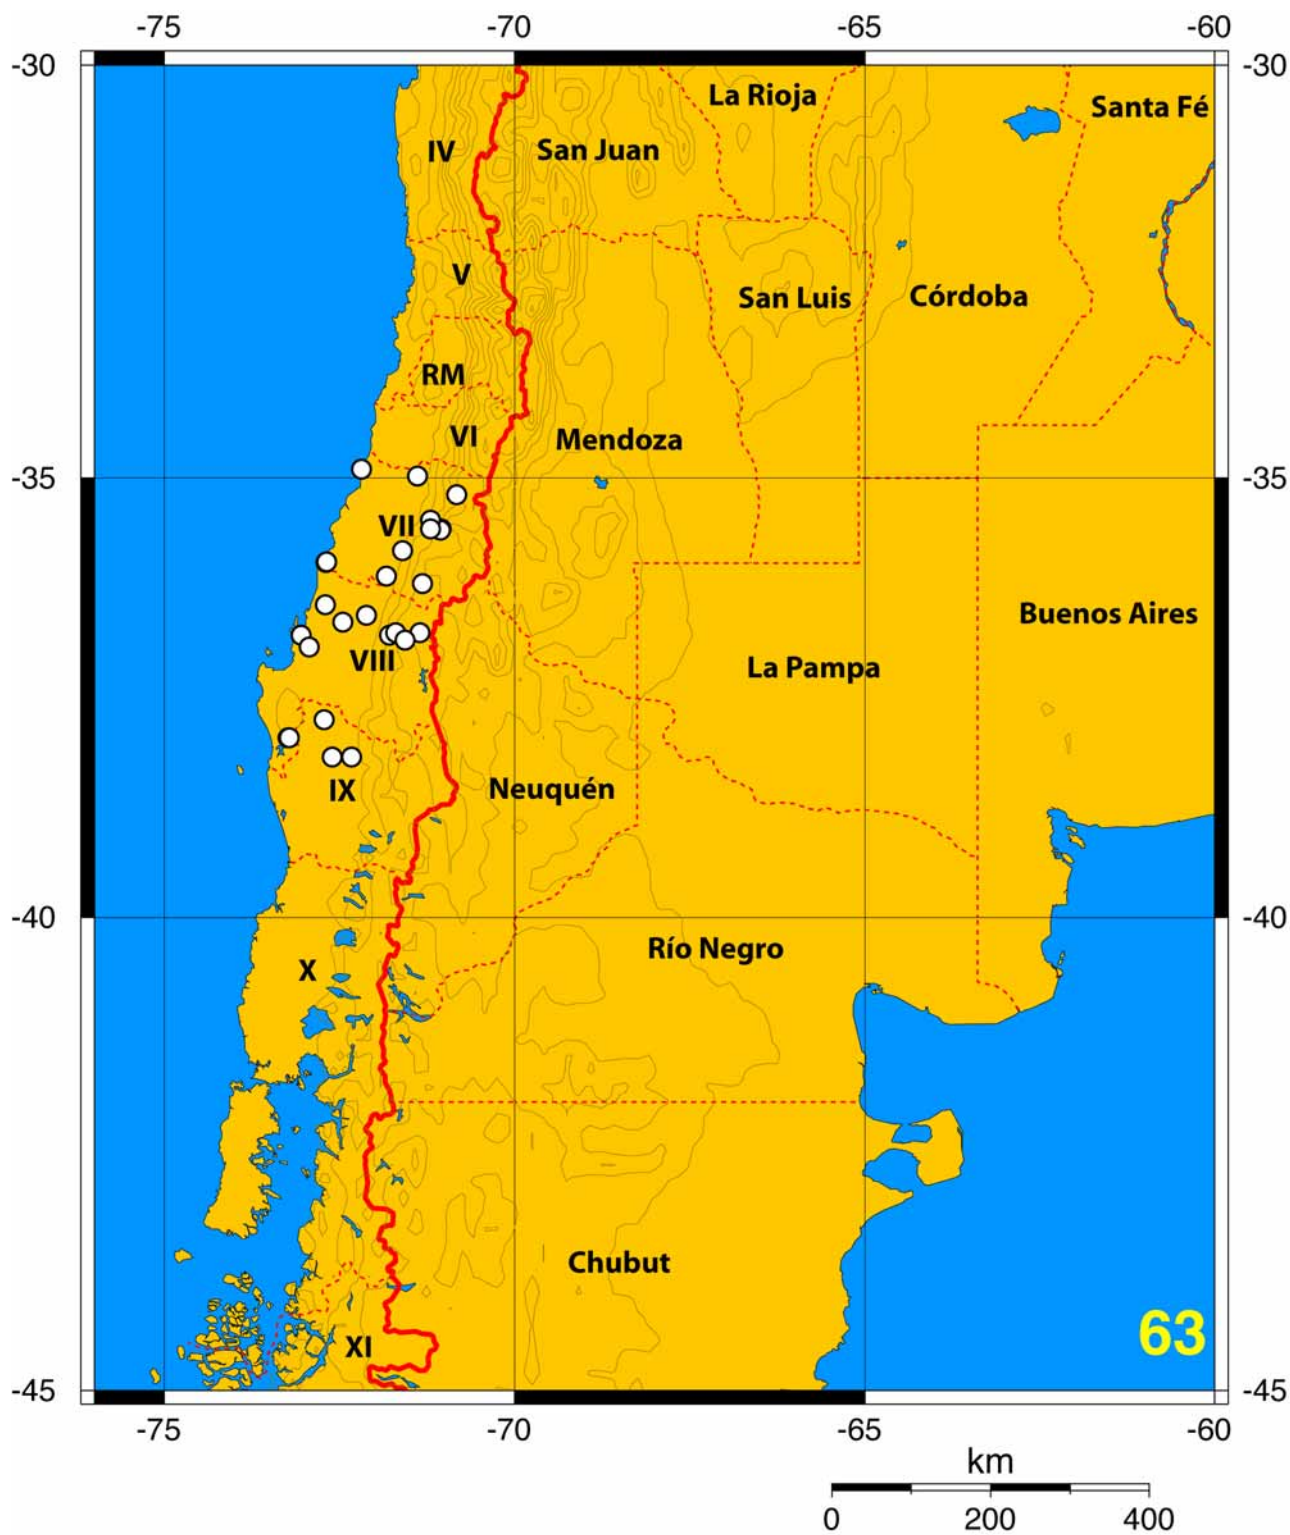 -75 -70 -65 -60
-30 -30
La Rioja
Santa Fé
IV
San Juan
V
San Luis
Córdoba
RM
VI
Mendoza
-35 -35
VII
Buenos Aires
VIII
La Pampa
IX
Neuquén
-40 -40
Río Negro
X
Chubut
63
XI
-45 -45
-75 -70 -65 -60
km
0 200 400